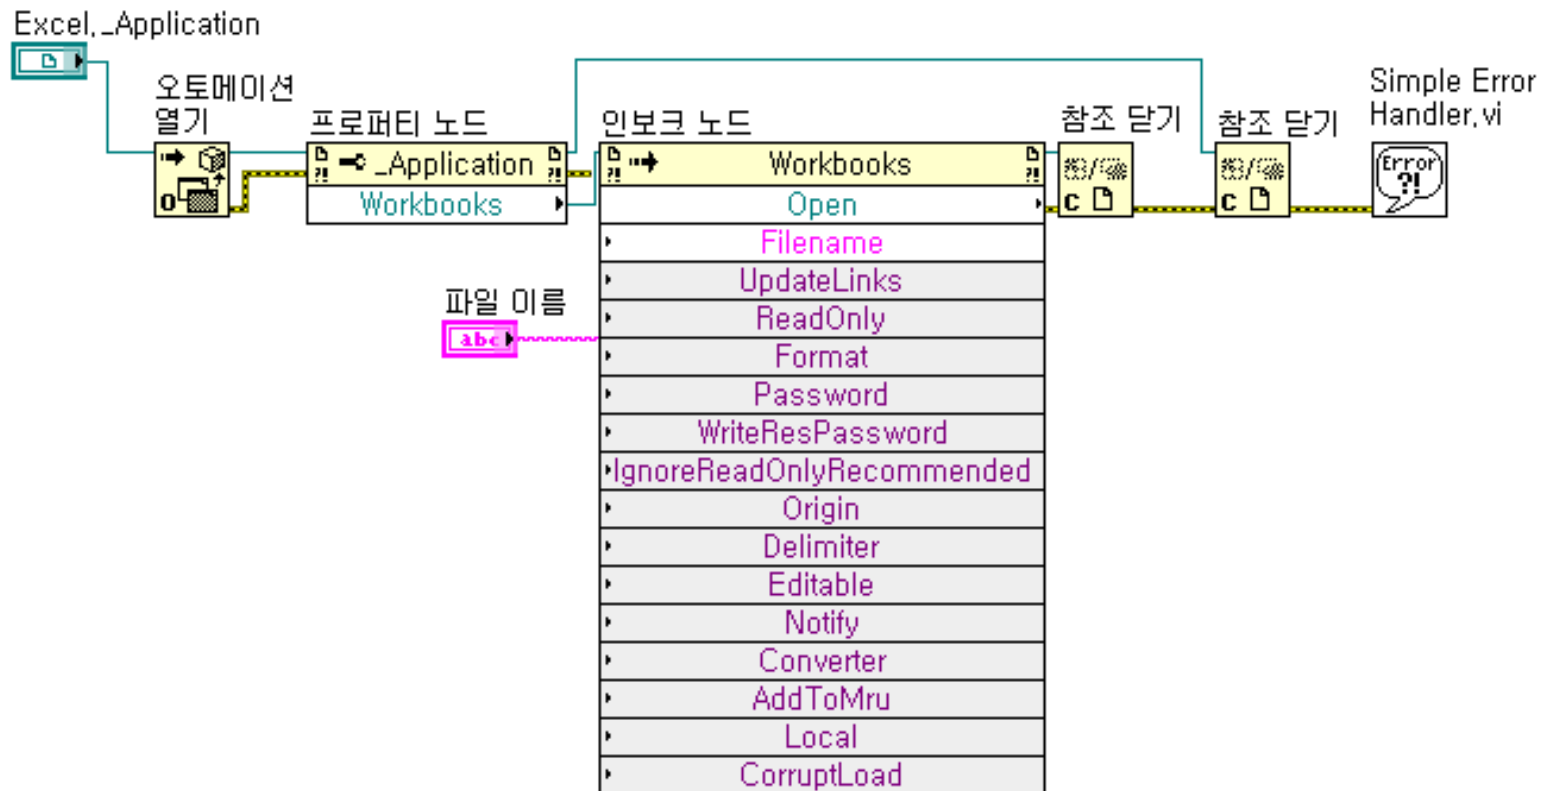 Excel._Application
오토메이션
열기
프로퍼티 노드
_Application
Workbooks
인보크 노드
Workbooks
Open
Filename
UpdateLinks
ReadOnly
Format
Password
WriteResPassword
IgnoreReadOnlyRecommended
Origin
Delimiter
Editable
Notify
Converter
AddToMru
Local
CorruptLoad
파일 이름
abc
참조 닫기
C
참조 닫기
C
Simple Error
Handler.vi
Error
?!